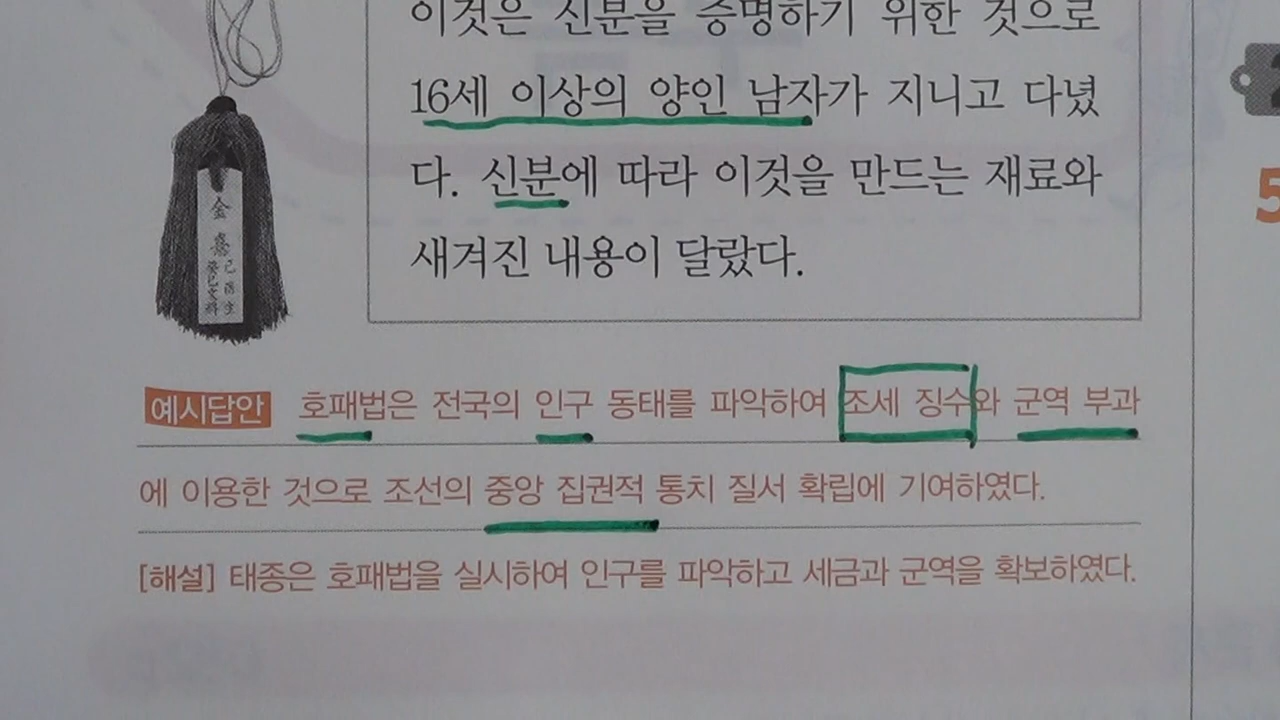 이것은 신분을 증명하기 위한 것으로
16세 이상의 양인 남자가 지니고 다녔
다. 신분에 따라 이것을 만드는 재료와
새겨진 내용이 달랐다.
예시답안 호패법은 전국의 인구 동태를 파악하여 조세 징수와 군역 부과
에 이용한 것으로 조선의 중앙 집권적 통치 질서 확립에 기여하였다.
[해설] 태종은 호패법을 실시하여 인구를 파악하고 세금과 군역을 확보하였다.